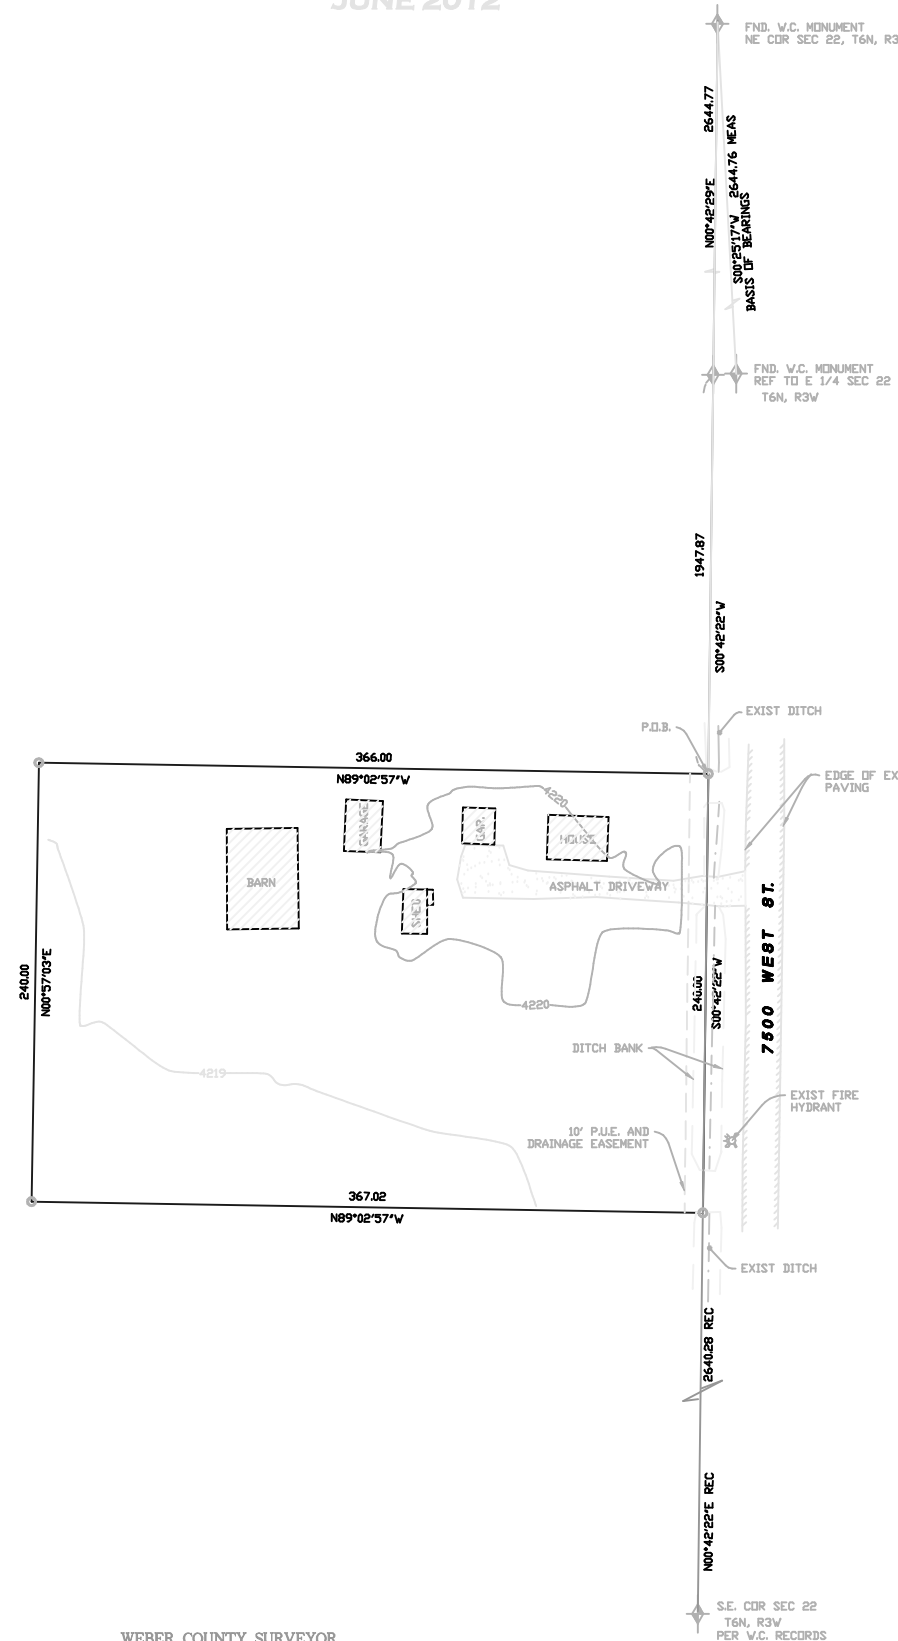 JUNE 2012
FND. W.C. MONUMENT
NE COR SEC 22, T6N, R3
2644.77
N00°42'29"E
2644.76 MEAS
S00°25'17"W
BASIS OF BEARINGS
FND. W.C. MONUMENT
REF TO E 1/4 SEC 22
T6N, R3W
1947.87
S00°42'22"W
P.O.B.
EXIST DITCH
366.00
N89°02'57"W
EDGE OF EX
PAVING
4220
GARAGE
GAR.
HOUSE
BARN
SHED
ASPHALT DRIVEWAY
7500 WEST ST.
240.00
N00°57'03"E
240.00
S00°42'22"W
4220
DITCH BANK
4219
EXIST FIRE
HYDRANT
10' P.U.E. AND
DRAINAGE EASEMENT
367.02
N89°02'57"W
EXIST DITCH
2640.28 REC
N00°42'22"E REC
S.E. COR SEC 22
T6N, R3W
PER W.C. RECORDS
WEBER COUNTY SURVEYOR